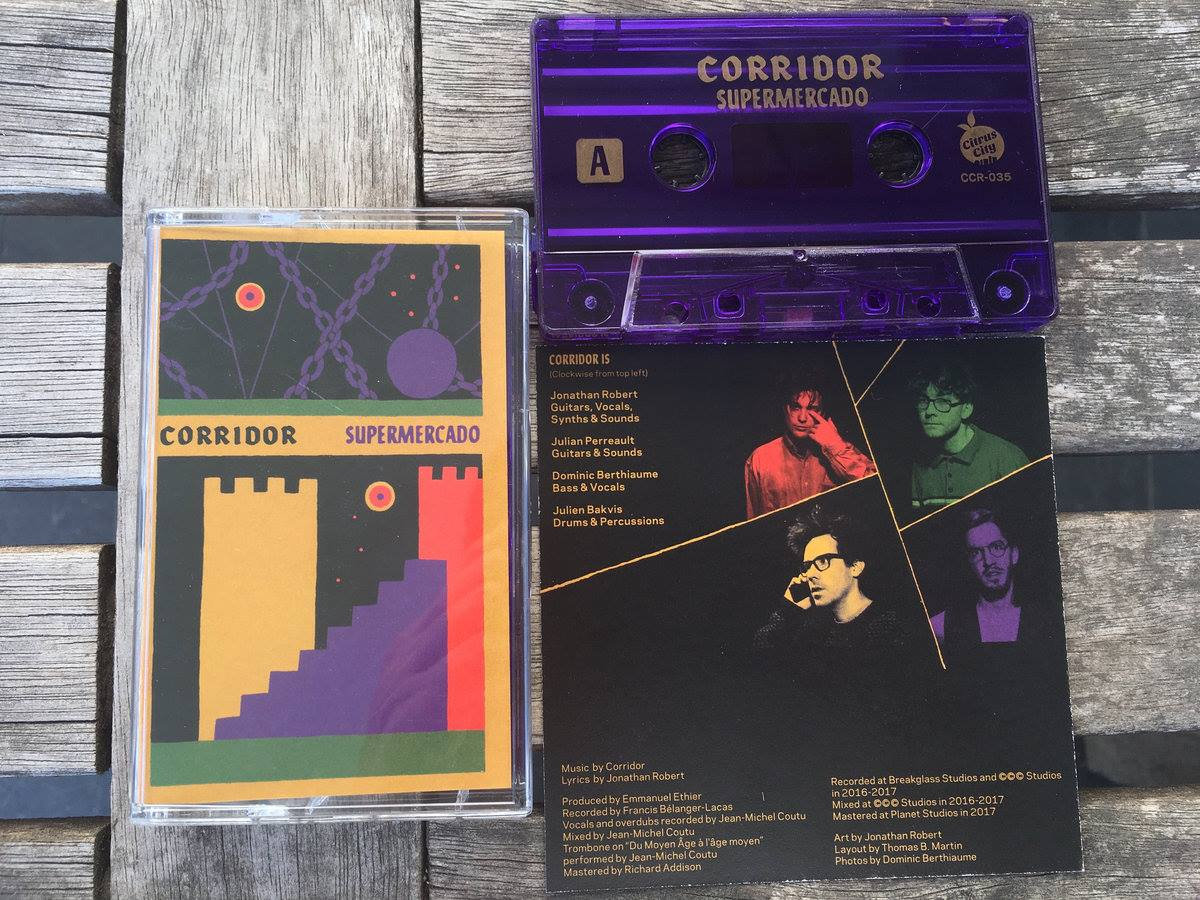 CORRIDOR
SUPERMERCADO
A
Citrus
City
CCR-035
CORRIDOR SUPERMERCADO
CORRIDOR IS
(Clockwise from top left)
Jonathan Robert
Guitars, Vocals,
Synths & Sounds
Julian Perreault
Guitars & Sounds
Dominic Berthiaume
Bass & Vocals
Julien Bakvis
Drums & Percussions
Music by Corridor
Lyrics by Jonathan Robert
Produced by Emmanuel Ethier
Recorded by Francis Bélanger-Lacas
Vocals and overdubs recorded by Jean-Michel Coutu
Mixed by Jean-Michel Coutu
Trombone on "Du Moyen Âge à l'âge moyen"
performed by Jean-Michel Coutu
Mastered by Richard Addison
Recorded at Breakglass Studios and ©©© Studios
in 2016-2017
Mixed at ©©© Studios in 2016-2017
Mastered at Planet Studios in 2017
Art by Jonathan Robert
Layout by Thomas B. Martin
Photos by Dominic Berthiaume